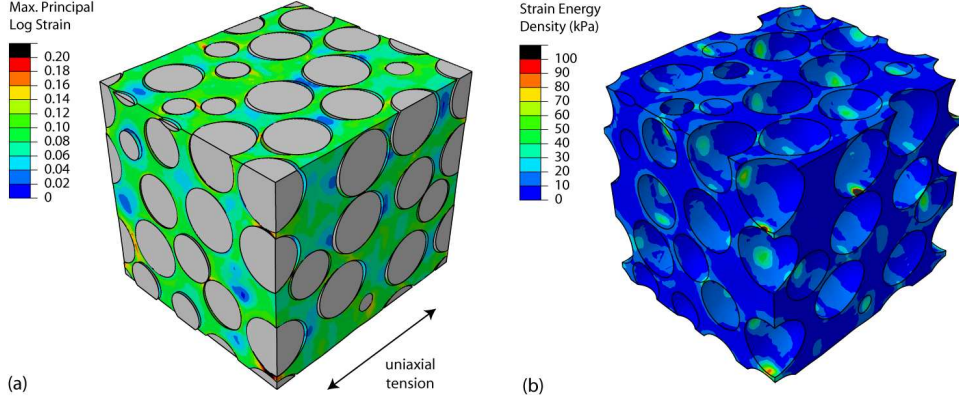 Max. Principal
Log Strain
0.20
0.18
0.16
0.14
0.12
0.10
0.08
0.06
0.04
0.02
0
uniaxial
tension
(a)
Strain Energy
Density (kPa)
100
90
80
70
60
50
40
30
20
10
0
(b)